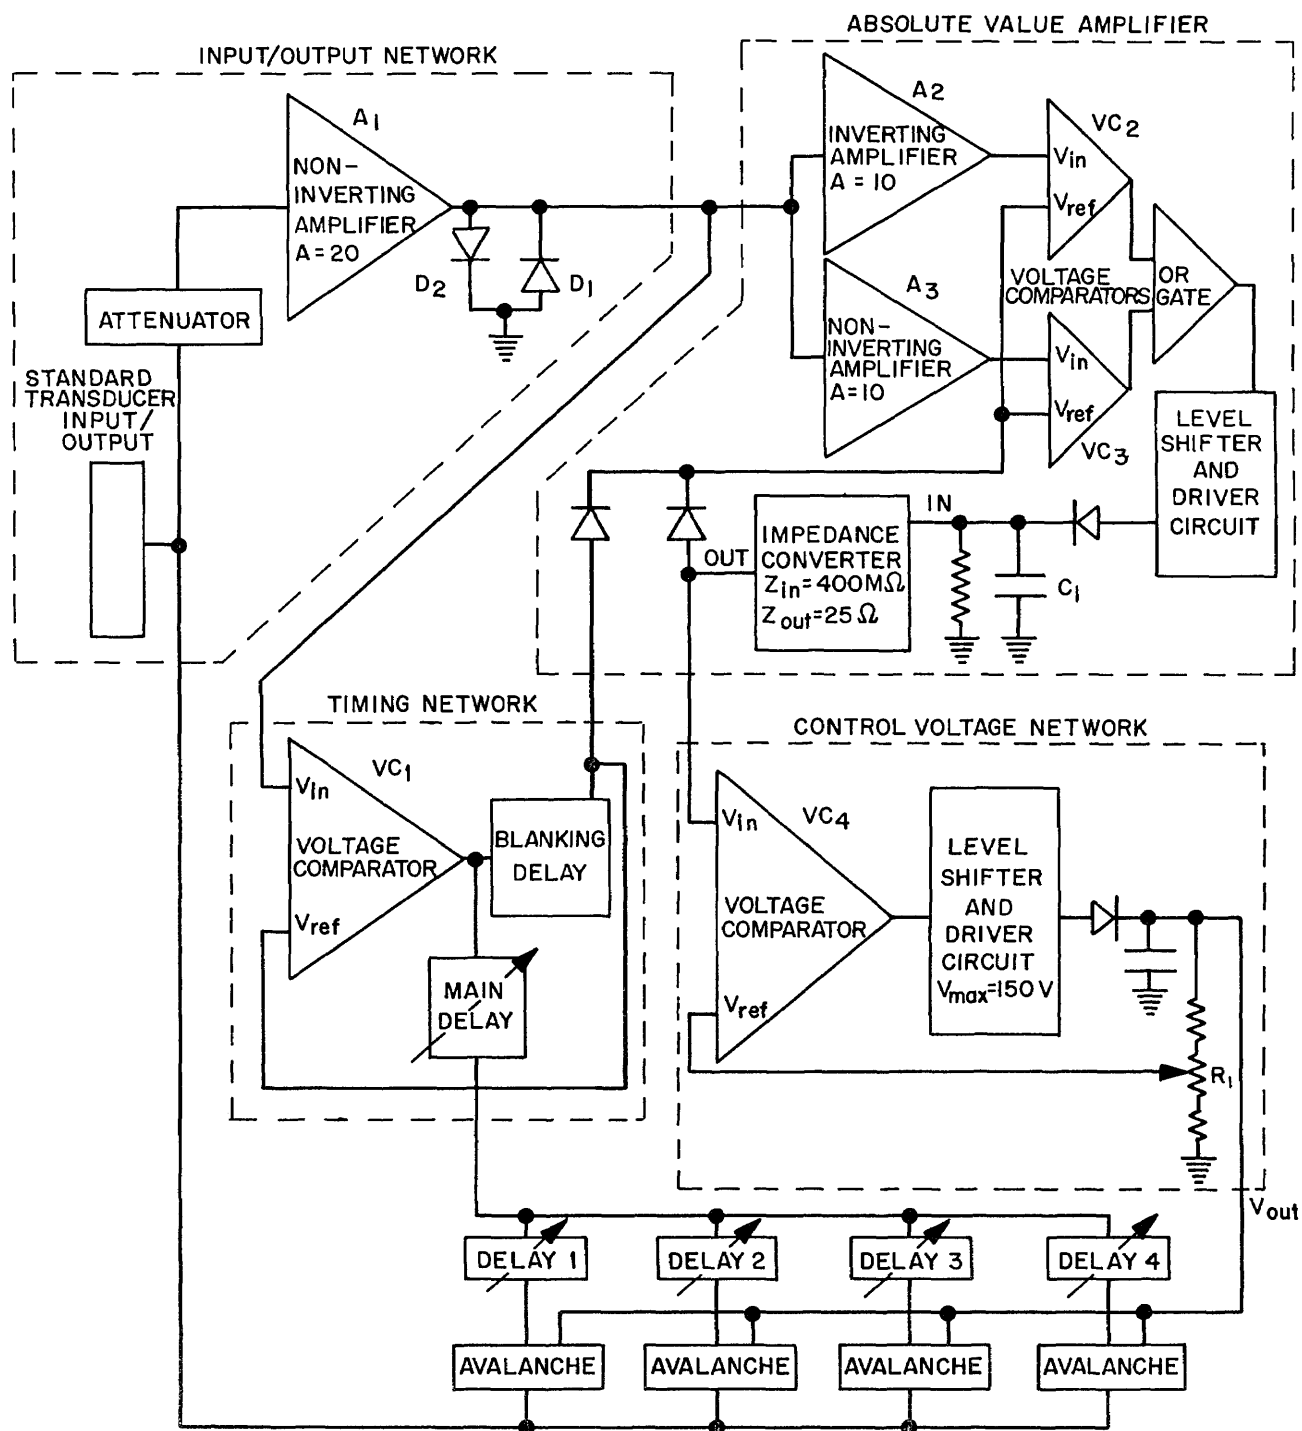 ABSOLUTE VALUE AMPLIFIER
INPUT/OUTPUT NETWORK
A1
NON-
INVERTING
AMPLIFIER
A=20
D2
D1
ATTENUATOR
STANDARD
TRANSDUCER
INPUT/
OUTPUT
A2
INVERTING
AMPLIFIER
A=10
VC2
Vin
Vref
VOLTAGE
COMPARATORS
OR
GATE
A3
NON-
INVERTING
AMPLIFIER
A=10
Vin
Vref
VC3
LEVEL
SHIFTER
AND
DRIVER
CIRCUIT
IN
OUT
IMPEDANCE
CONVERTER
Zin=400MΩ
Zout=25Ω
C1
TIMING NETWORK
VC1
Vin
VOLTAGE
COMPARATOR
Vref
BLANKING
DELAY
MAIN
DELAY
CONTROL VOLTAGE NETWORK
VC4
Vin
VOLTAGE
COMPARATOR
Vref
LEVEL
SHIFTER
AND
DRIVER
CIRCUIT
Vmax=150V
R1
Vout
DELAY 1
DELAY 2
DELAY 3
DELAY 4
AVALANCHE
AVALANCHE
AVALANCHE
AVALANCHE